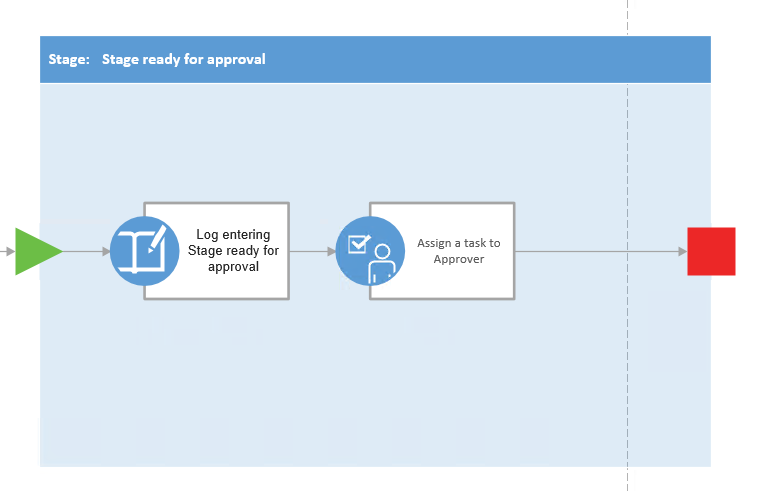 Stage: Stage ready for approval
Log entering
Stage ready for
approval
Assign a task to
Approver